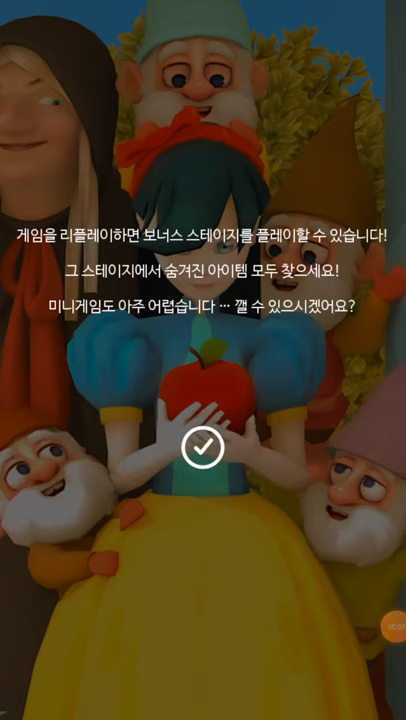 게임을 리플레이하면 보너스 스테이지를 플레이할 수 있습니다!
그 스테이지에서 숨겨진 아이템 모두 찾으세요!
미니게임도 아주 어렵습니다 … 깰 수 있으시겠어요?
00:01